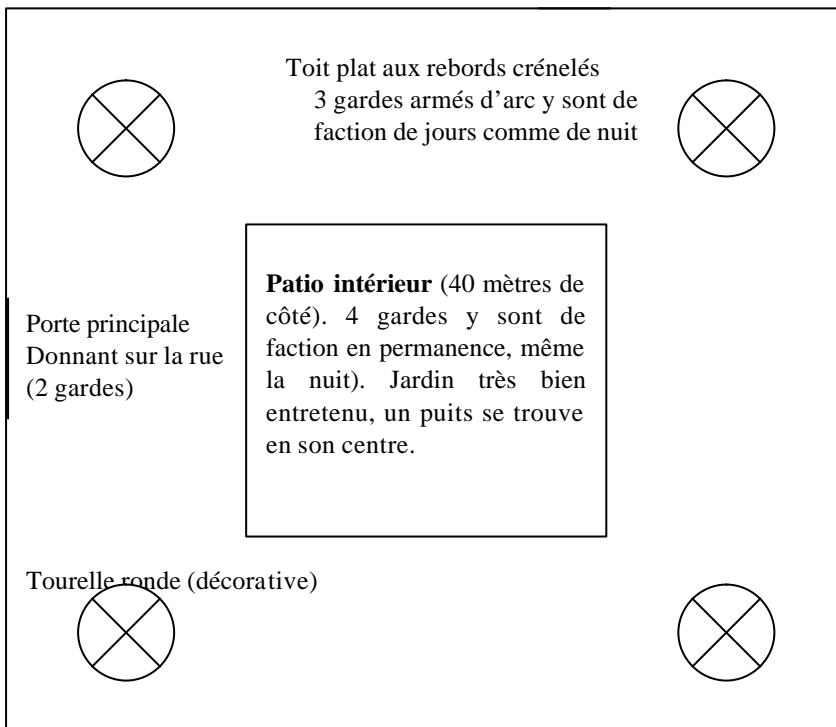 Toit plat aux rebords crénelés
3 gardes armés d’arc y sont de
faction de jours comme de nuit
Patio intérieur (40 mètres de
côté). 4 gardes y sont de
faction en permanence, même
la nuit). Jardin très bien
entretenu, un puits se trouve
en son centre.
Porte principale
Donnant sur la rue
(2 gardes)
Tourelle ronde (décorative)